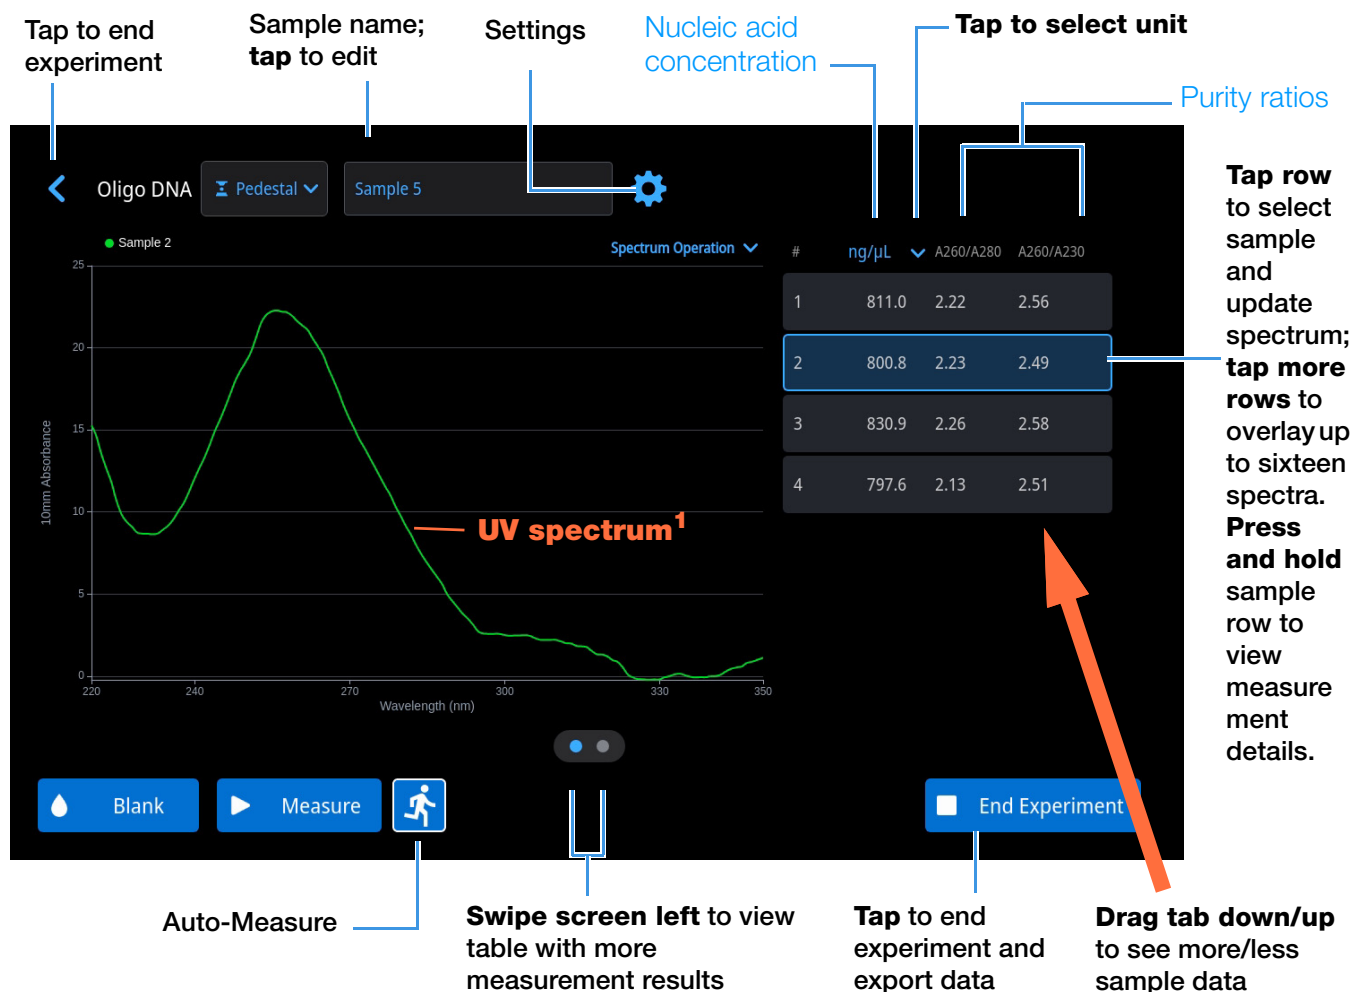 Tap to end
experiment
Sample name;
tap to edit
Settings
Nucleic acid
concentration
Tap to select unit
Purity ratios
Oligo DNA
Pedestal
Sample 5
Sample 2
Spectrum Operation
25
20
15
10
5
0
10mm Absorbance
220
240
270
300
330
350
Wavelength (nm)
UV spectrum1
# ng/µL A260/A280 A260/A230
1 811.0 2.22 2.56
2 800.8 2.23 2.49
3 830.9 2.26 2.58
4 797.6 2.13 2.51
Tap row
to select
sample
and
update
spectrum;
tap more
rows to
overlay up
to sixteen
spectra.
Press
and hold
sample
row to
view
measure
ment
details.
Blank
Measure
End Experiment
Auto-Measure
Swipe screen left to view
table with more
measurement results
Tap to end
experiment and
export data
Drag tab down/up
to see more/less
sample data